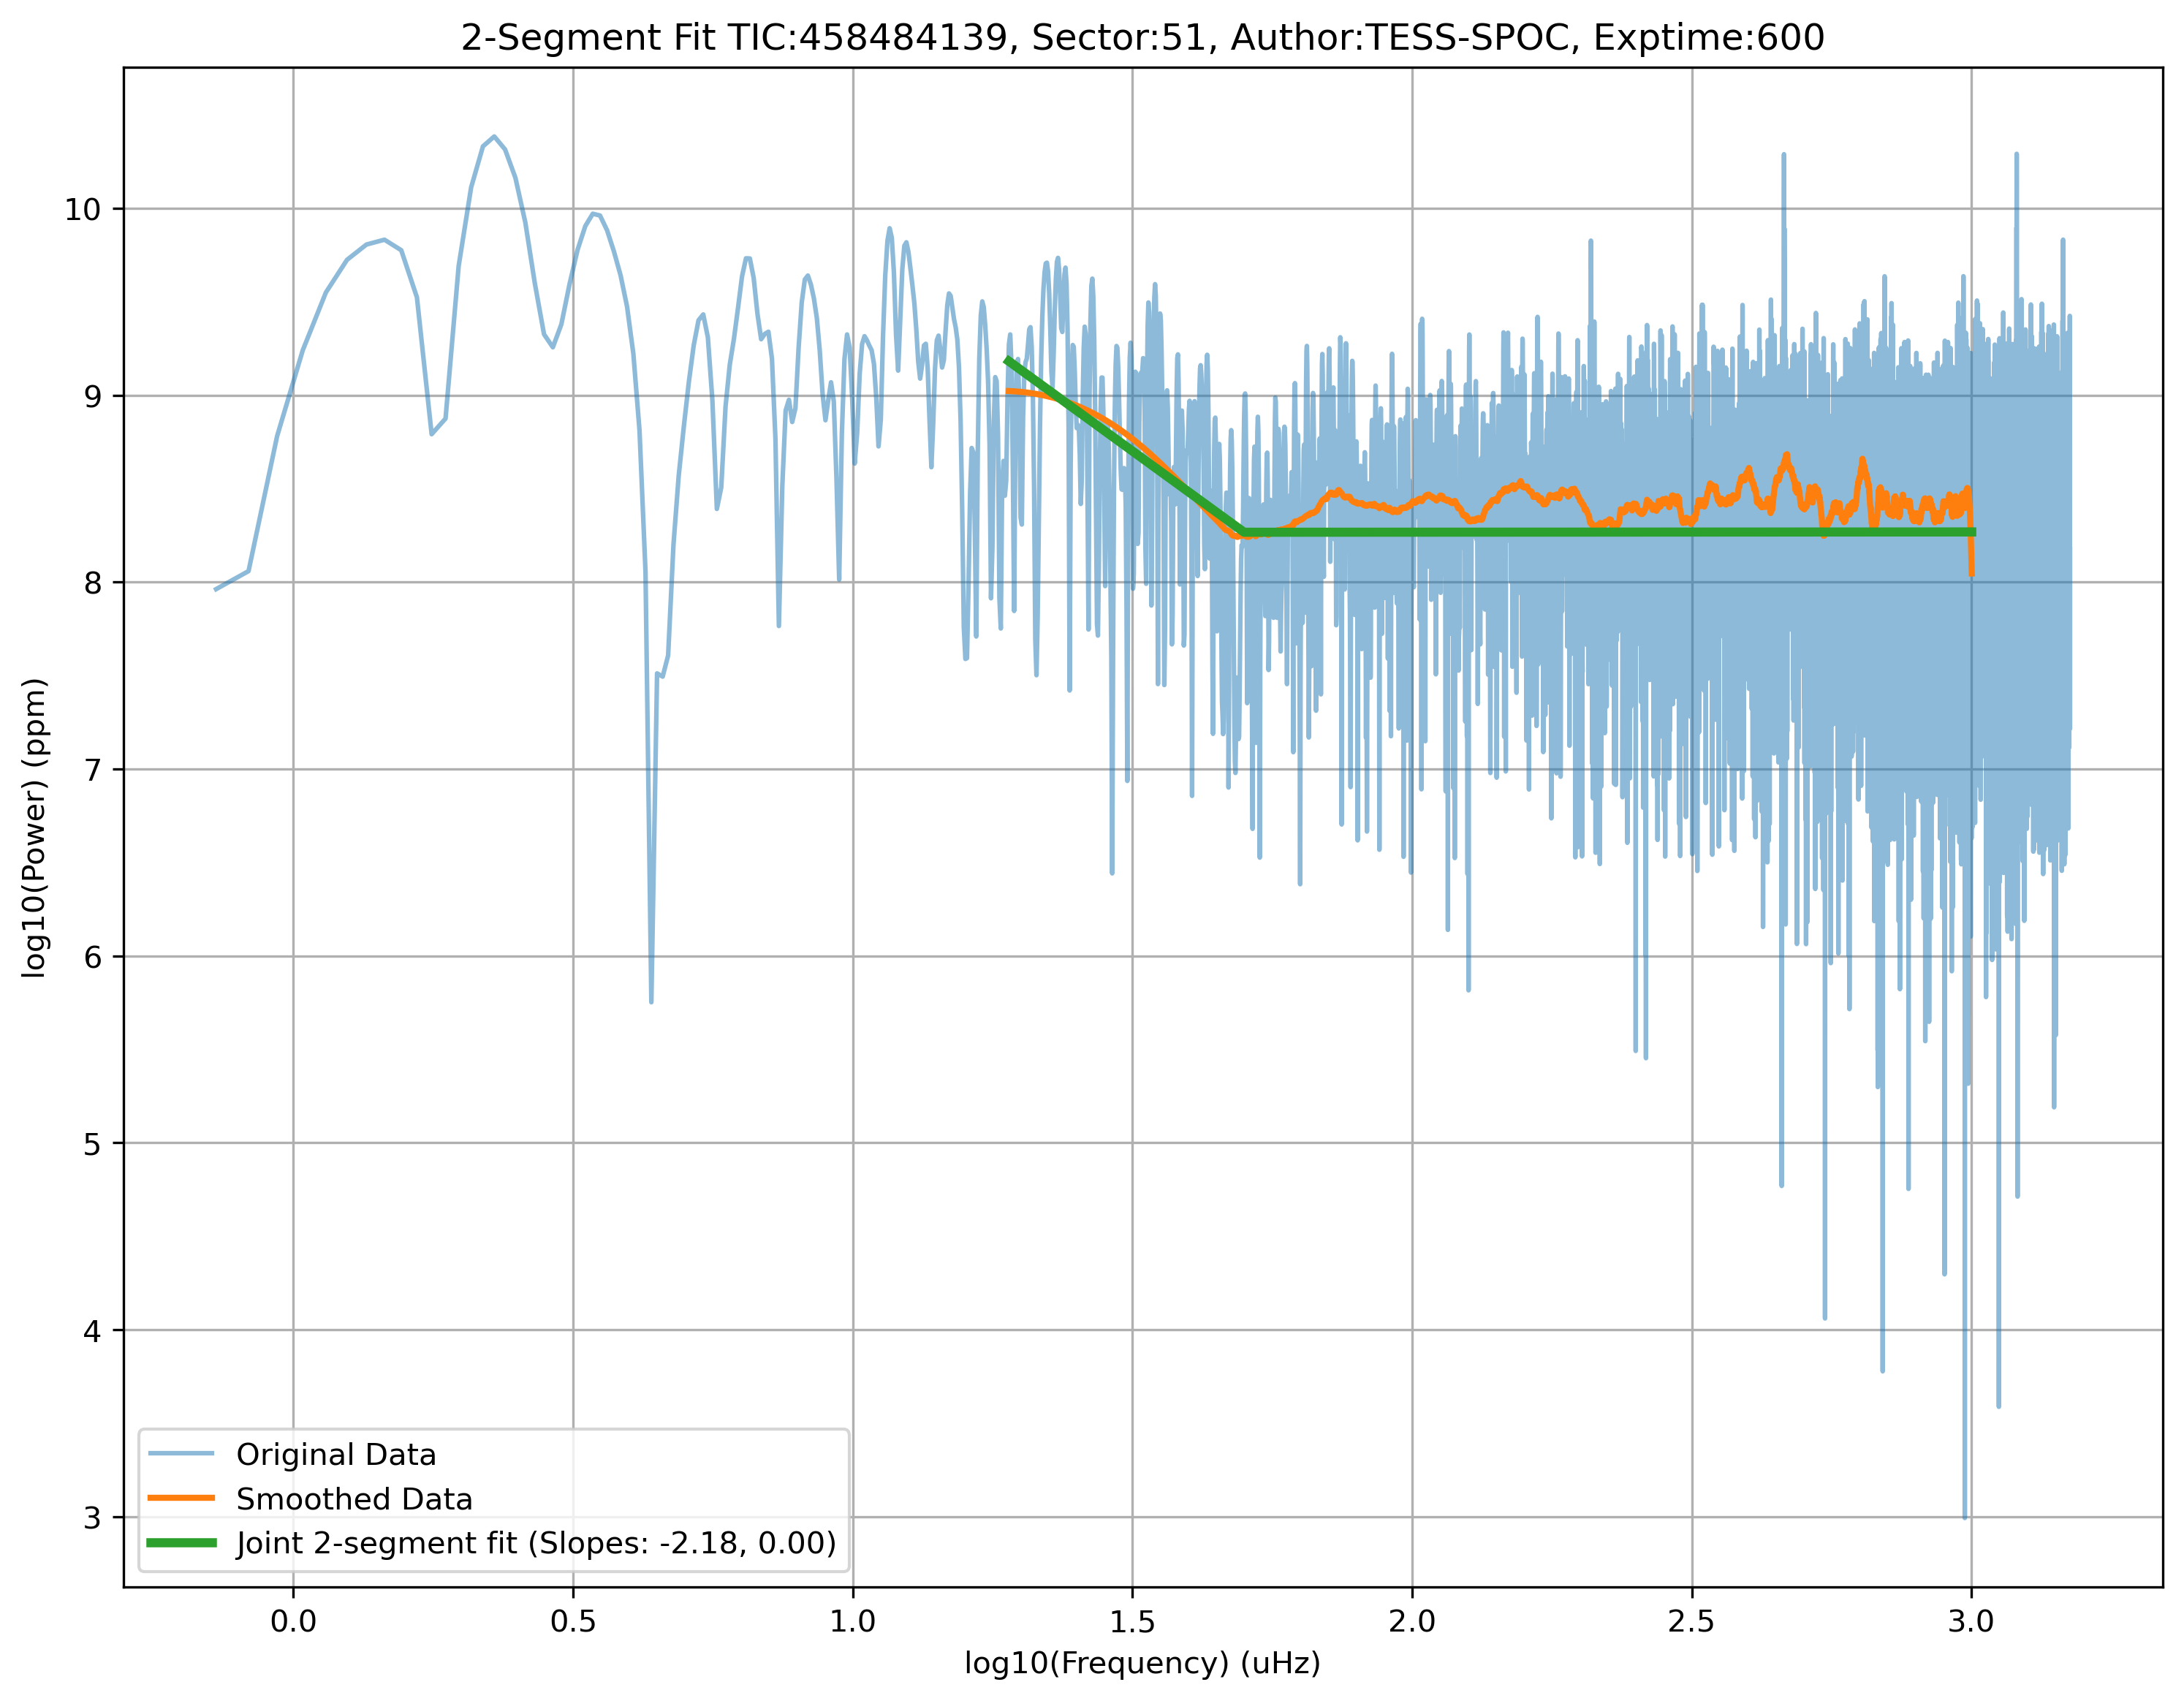 2-Segment Fit TIC:458484139, Sector:51, Author:TESS-SPOC, Exptime:600
log10(Power) (ppm)
10
9
8
7
6
5
4
3
Original Data
Smoothed Data
Joint 2-segment fit (Slopes: -2.18, 0.00)
0.0 0.5 1.0 1.5 2.0 2.5 3.0
log10(Frequency) (uHz)